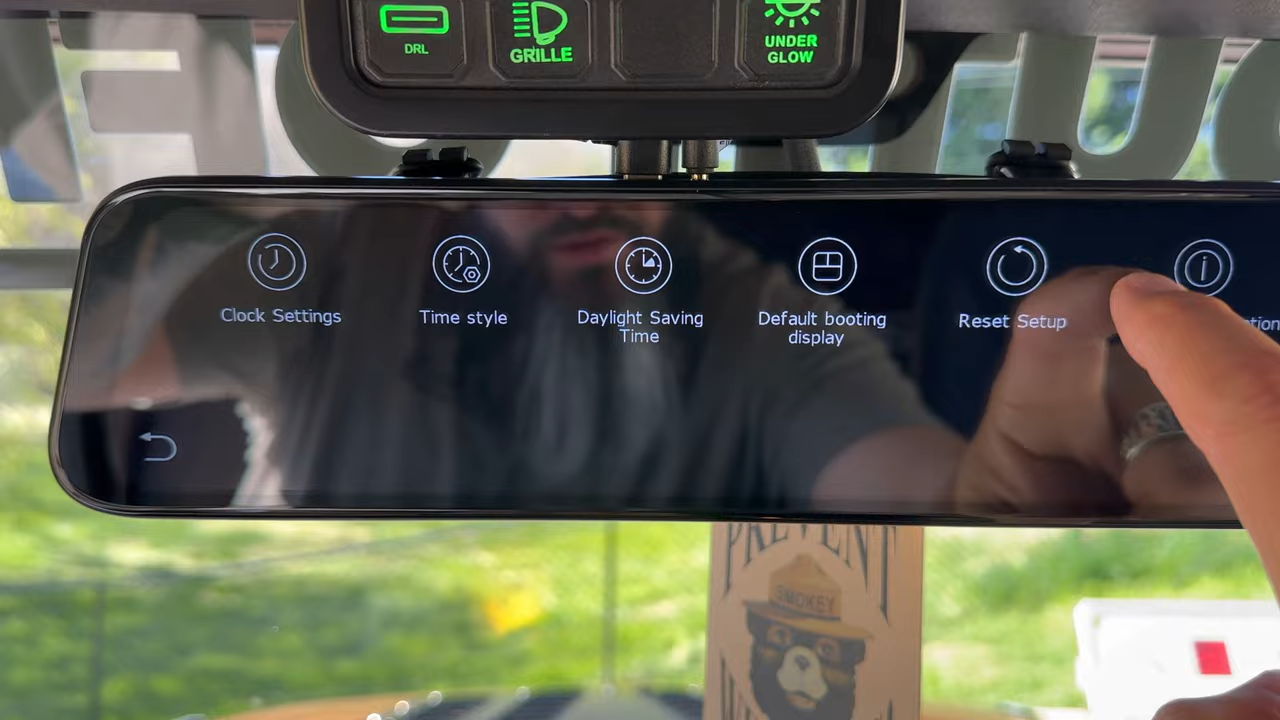 DRL
GRILLE
UNDER
GLOW
Clock Settings
Time style
Daylight Saving
Time
Default booting
display
Reset Setup
PREVENT
SMOKEY